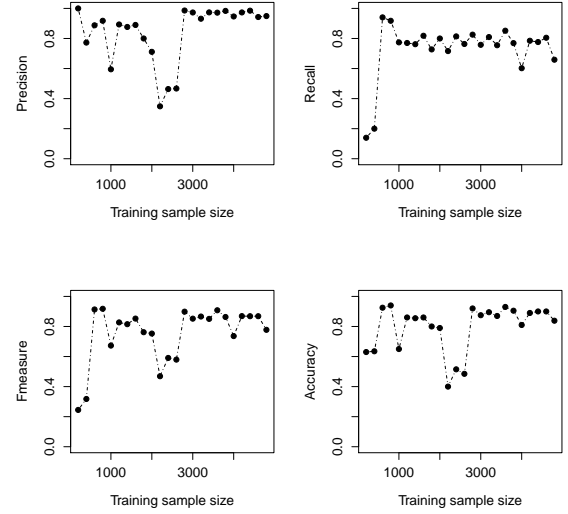 Precision
0.0 0.4 0.8
1000 3000
Training sample size
Recall
0.0 0.4 0.8
1000 3000
Training sample size
Fmeasure
0.0 0.4 0.8
1000 3000
Training sample size
Accuracy
0.0 0.4 0.8
1000 3000
Training sample size